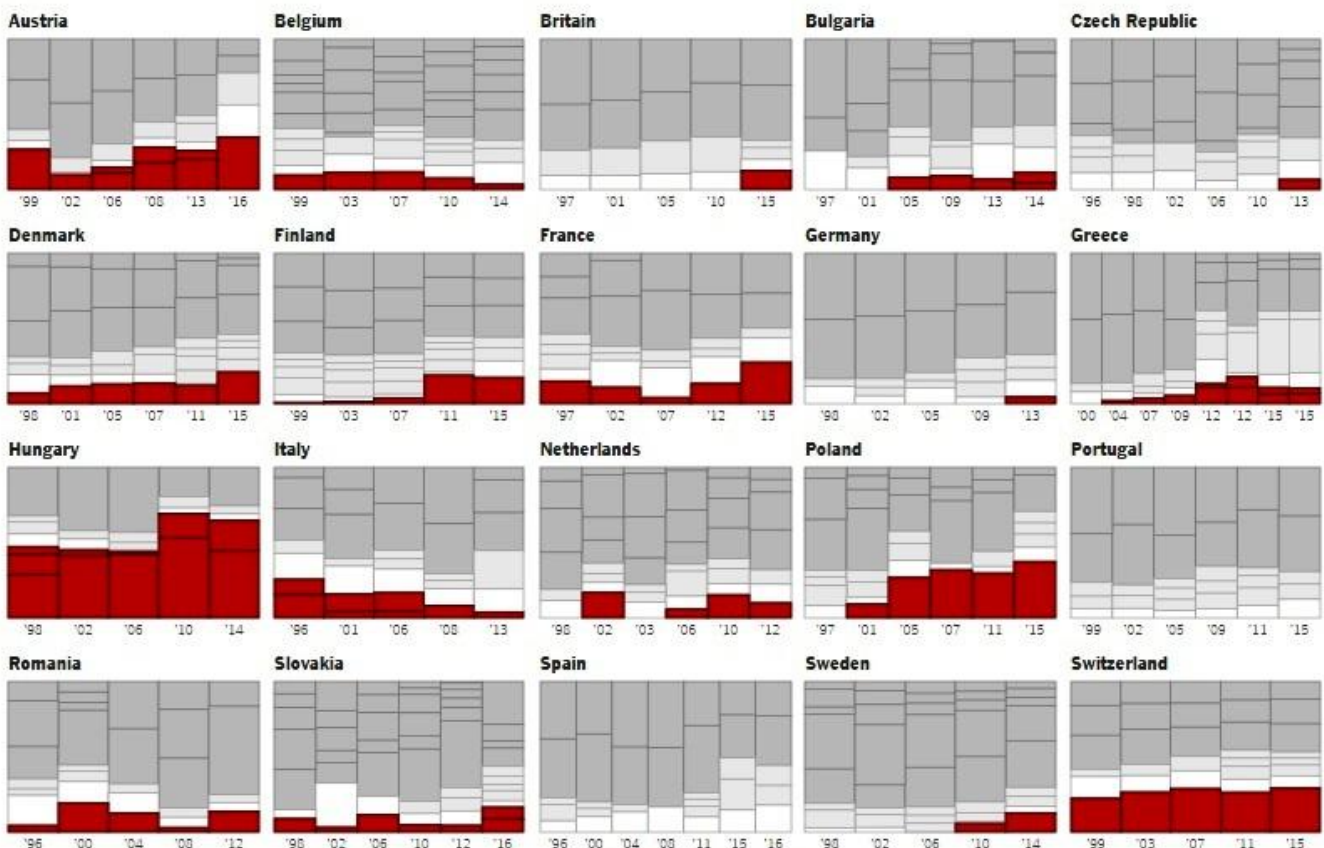 Austria Belgium Britain Bulgaria Czech Republic
'99 '02 '06 '08 '13 '16 '99 '03 '07 '10 '14 '97 '01 '05 '10 '15 '97 '01 '05 '09 '13 '14 '96 '98 '02 '06 '10 '13
Denmark Finland France Germany Greece
'98 '01 '05 '07 '11 '15 '99 '03 '07 '11 '15 '97 '02 '07 '12 '15 '98 '02 '05 '09 '13 '00 '04 '07 '09 '12 '12 '15 '15
Hungary Italy Netherlands Poland Portugal
'98 '02 '06 '10 '14 '96 '01 '06 '08 '13 '98 '02 '03 '06 '10 '12 '97 '01 '05 '07 '11 '15 '99 '02 '05 '09 '11 '15
Romania Slovakia Spain Sweden Switzerland
'96 '00 '04 '08 '12 '98 '02 '06 '10 '12 '16 '96 '00 '04 '08 '11 '15 '16 '98 '02 '06 '10 '14 '99 '03 '07 '11 '15